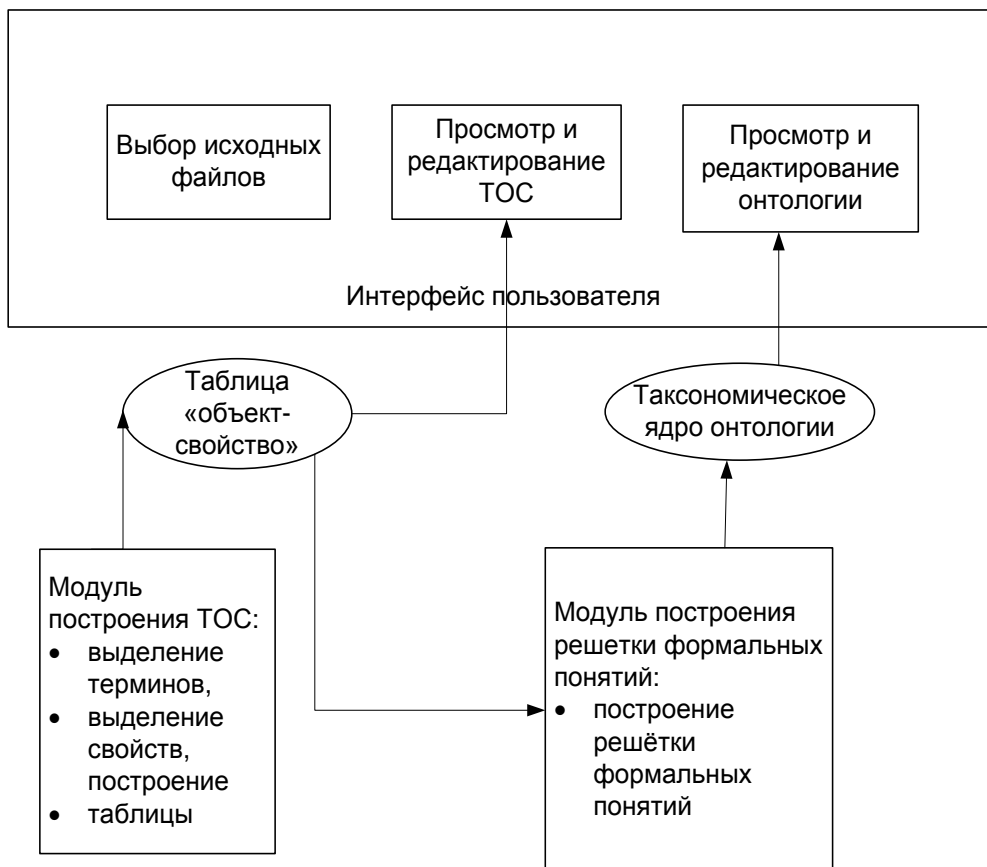 Выбор исходных
файлов
Просмотр и
редактирование
ТОС
Просмотр и
редактирование
онтологии
Интерфейс пользователя
Таблица
«объект-
свойство»
Таксономическое
ядро онтологии
Модуль
построения ТОС:
• выделение
терминов,
• выделение
свойств,
построение
• таблицы
Модуль построения
решетки формальных
понятий:
• построение
решётки
формальных
понятий